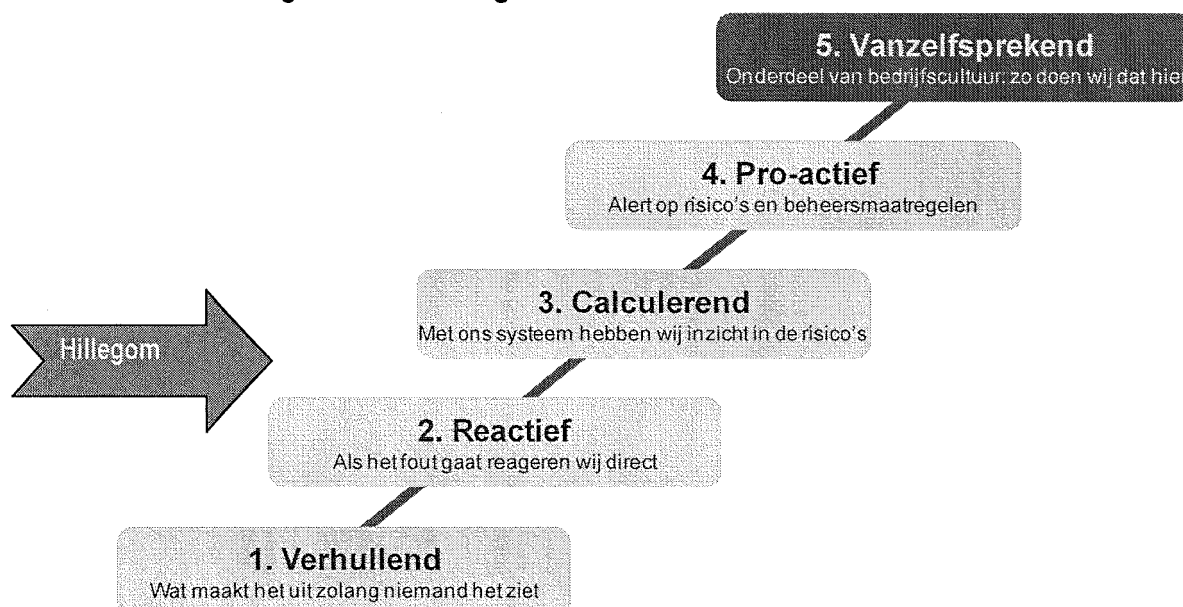 5. Vanzelfsprekend
Onderdeel van bedrijfscultuur: zo doen wij dat hier
4. Pro-actief
Alert op risico's en beheersmaatregelen
3. Calculerend
Met ons systeem hebben wij inzicht in de risico's
Hillegom
2. Reactief
Als het fout gaat reageren wij direct
1. Verhullend
Wat maakt het uit zolang niemand het ziet